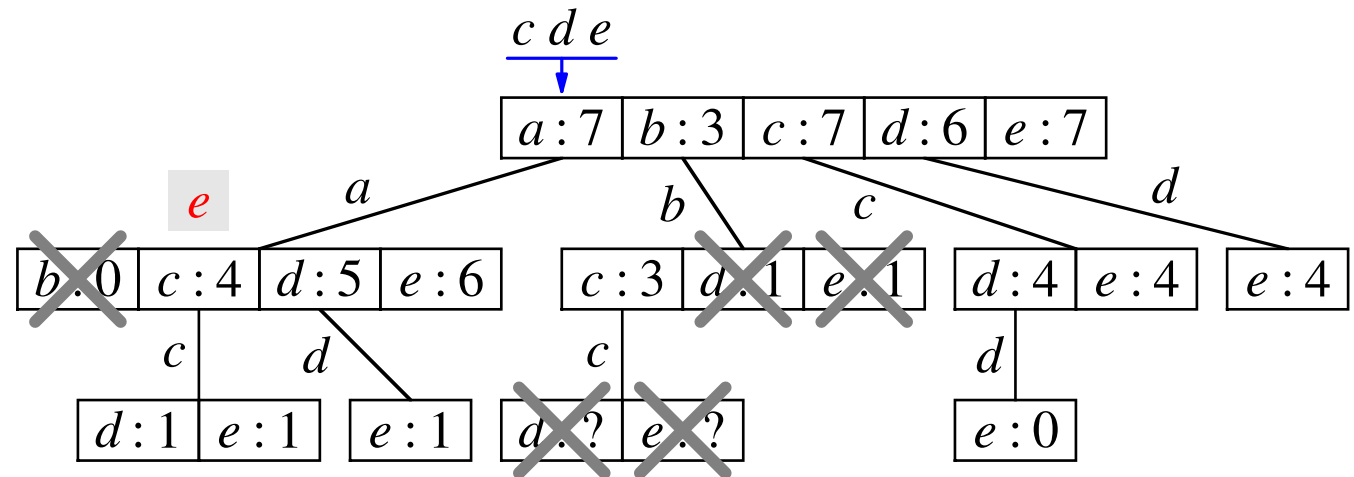 c d e
a : 7 b : 3 c : 7 d : 6 e : 7
e a b c d
b : 0 c : 4 d : 5 e : 6 c : 3 d : 1 e : 1 d : 4 e : 4 e : 4
c d c d
d : 1 e : 1 e : 1 d : ? e : ? e : 0